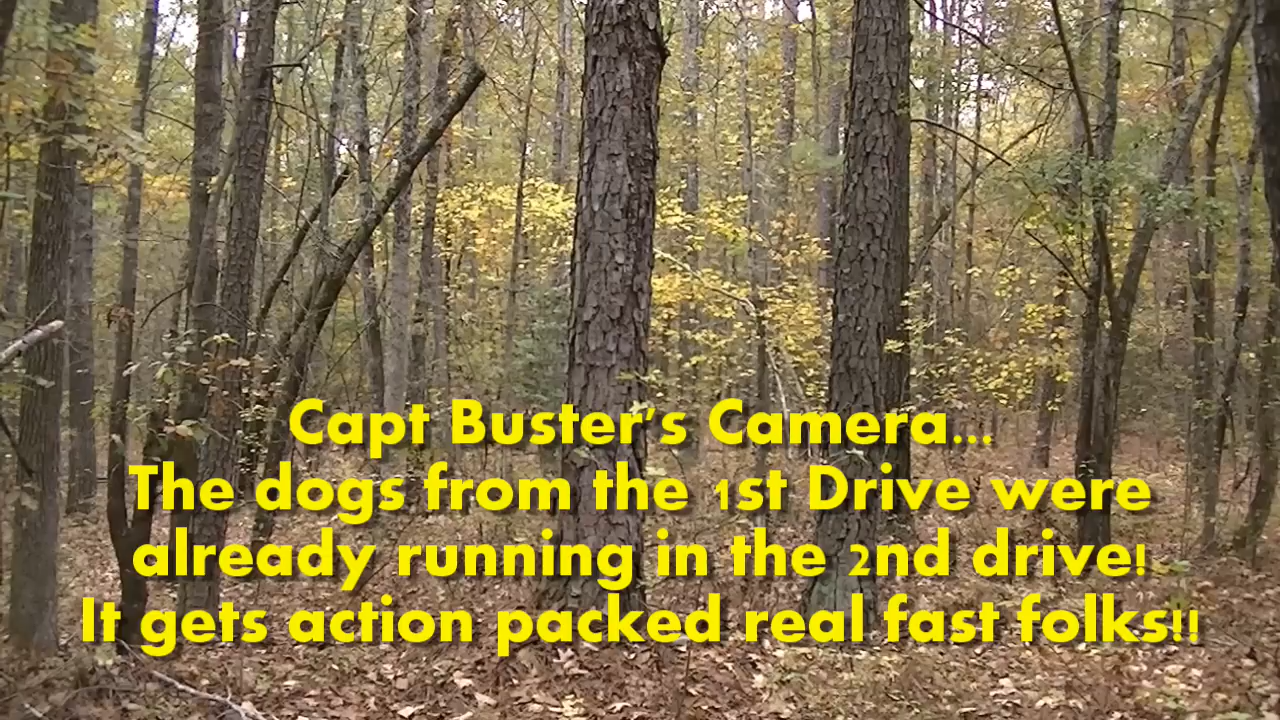 Capt Buster's Camera...
The dogs from the 1st Drive were
already running in the 2nd drive!
It gets action packed real fast folks!!